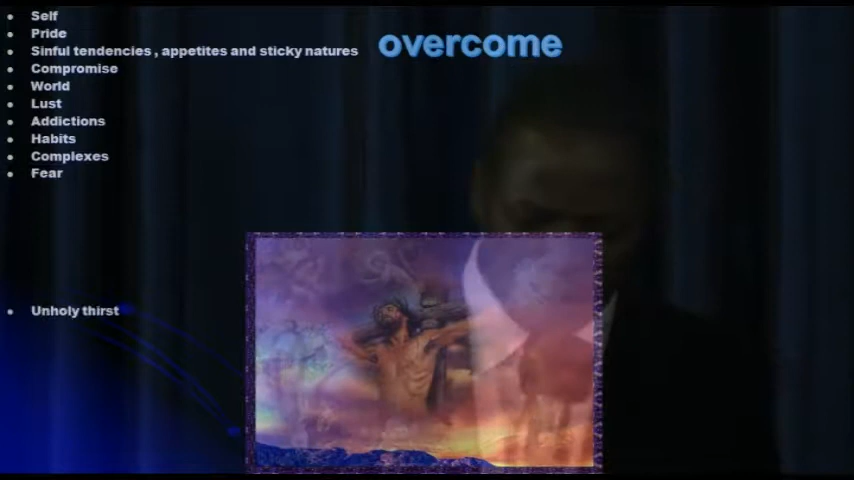 overcome
Self
Pride
Sinful tendencies , appetites and sticky natures
Compromise
World
Lust
Addictions
Habits
Complexes
Fear
Unholy thirst